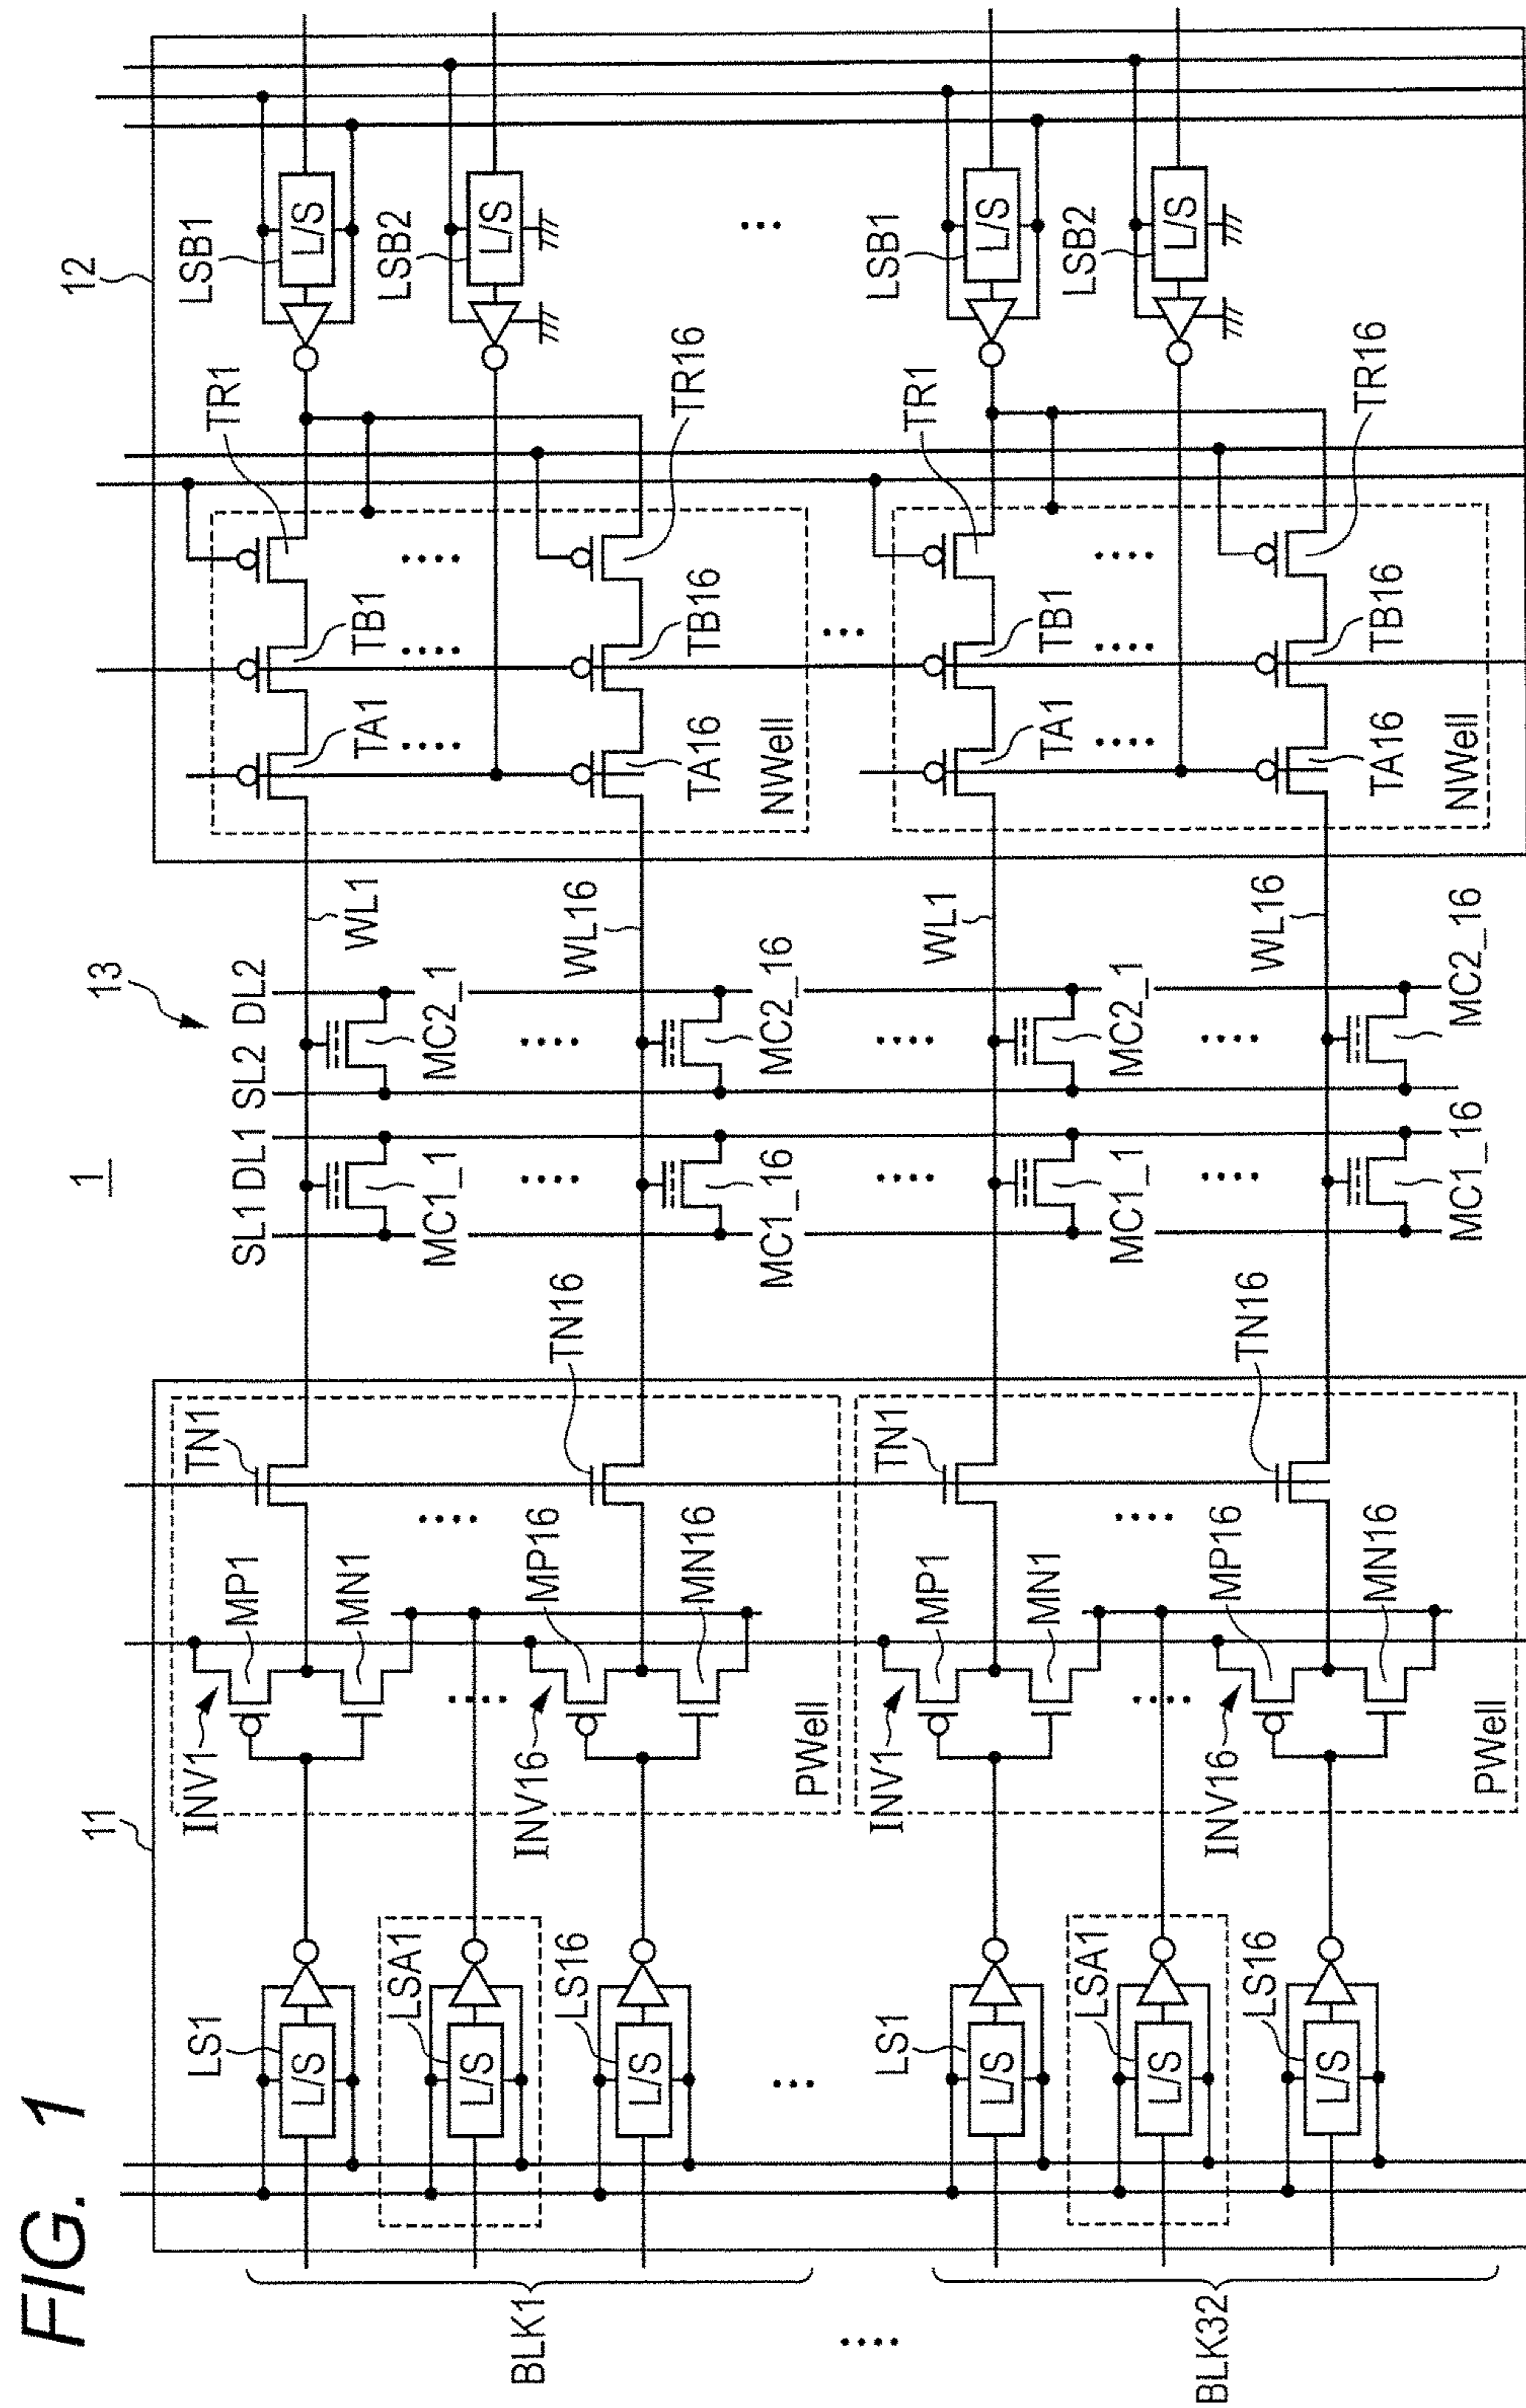 FIG. 1
1
11
13
12
BLK1
LS1
L/S
LSA1
L/S
LS16
L/S
INV1
MP1
MN1
INV16
MP16
MN16
TN1
TN16
PWell
SL1 DL1 SL2 DL2
MC1_1
MC2_1
MC1_16
MC2_16
WL1
WL16
TA1
TB1
TR1
TA16
TB16
TR16
NWell
LSB1
L/S
LSB2
L/S
BLK32
LS1
L/S
LSA1
L/S
LS16
L/S
INV1
MP1
MN1
INV16
MP16
MN16
TN1
TN16
PWell
MC1_1
MC2_1
MC1_16
MC2_16
WL1
WL16
TA1
TB1
TR1
TA16
TB16
TR16
NWell
LSB1
L/S
LSB2
L/S